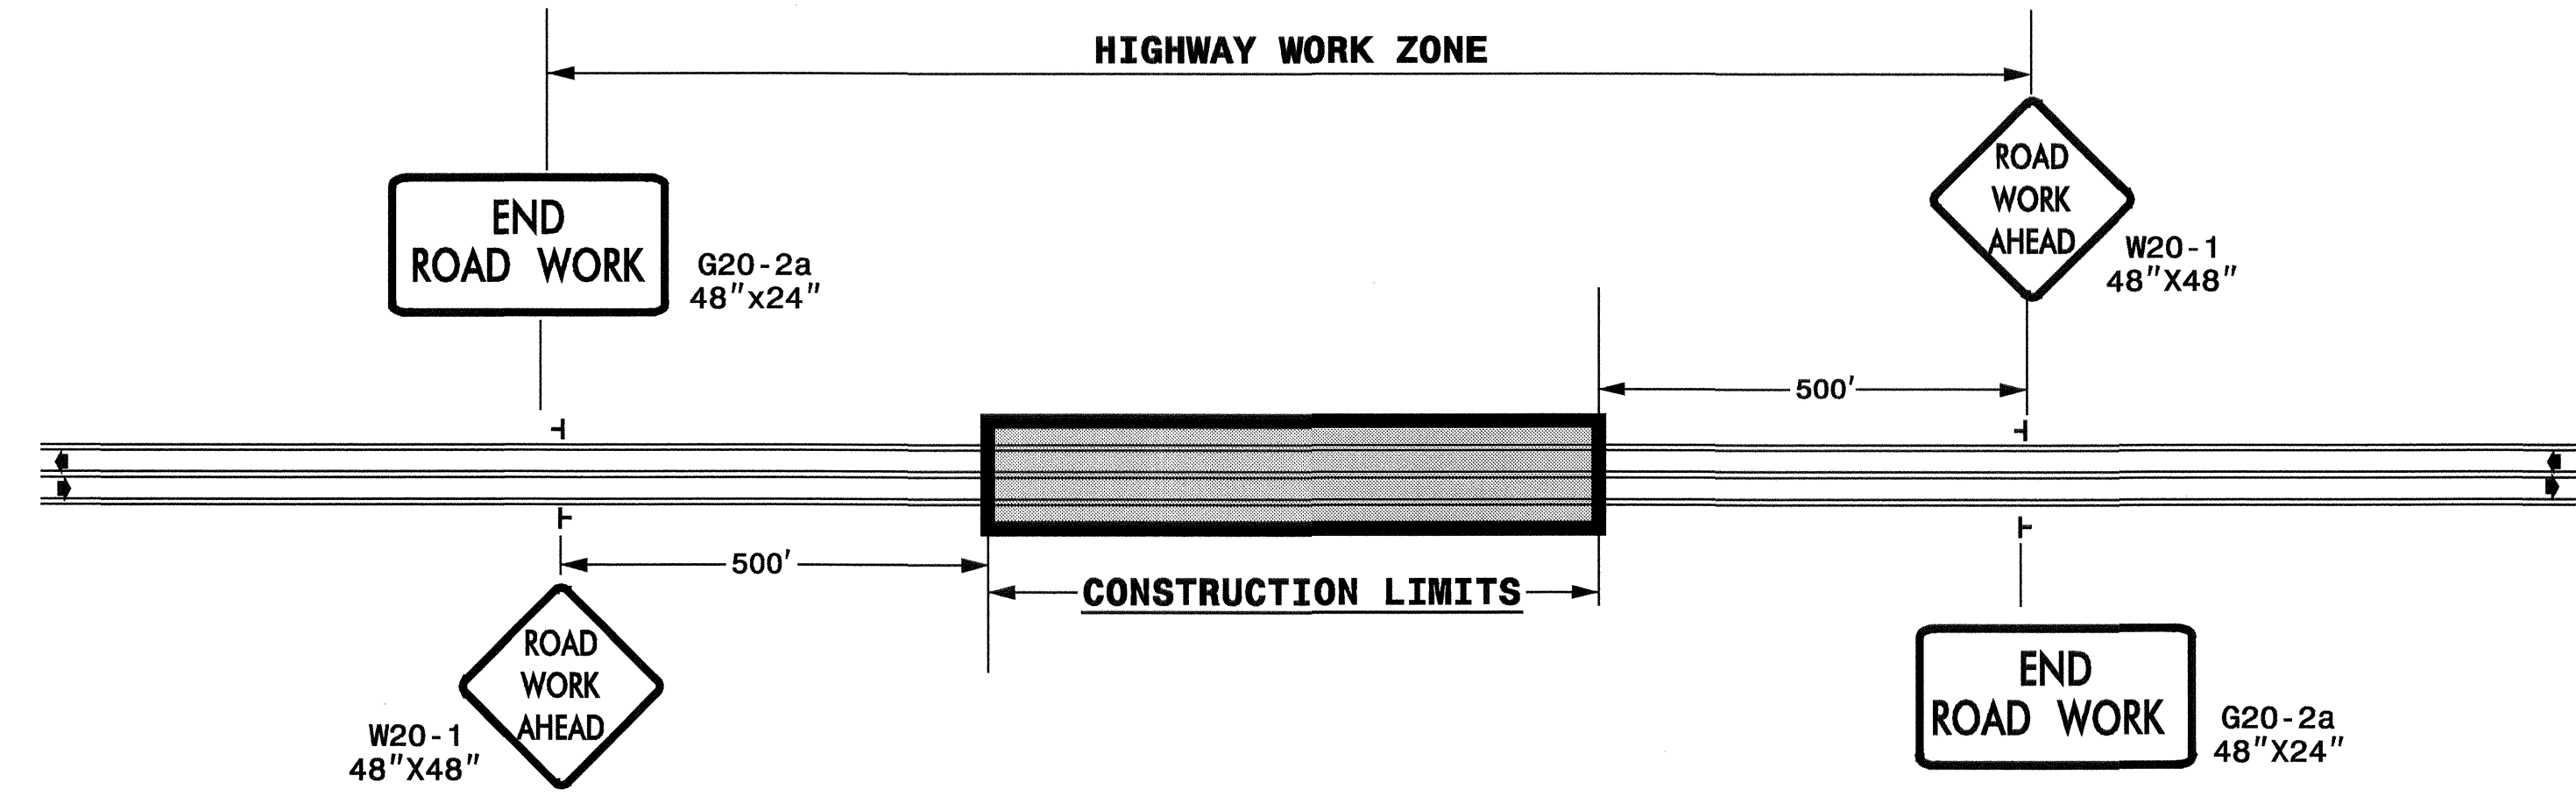 HIGHWAY WORK ZONE
END
ROAD WORK
G20-2a
48"x24"
ROAD
WORK
AHEAD
W20-1
48"X48"
500'
500'
CONSTRUCTION LIMITS
ROAD
WORK
AHEAD
W20-1
48"X48"
END
ROAD WORK
G20-2a
48"X24"